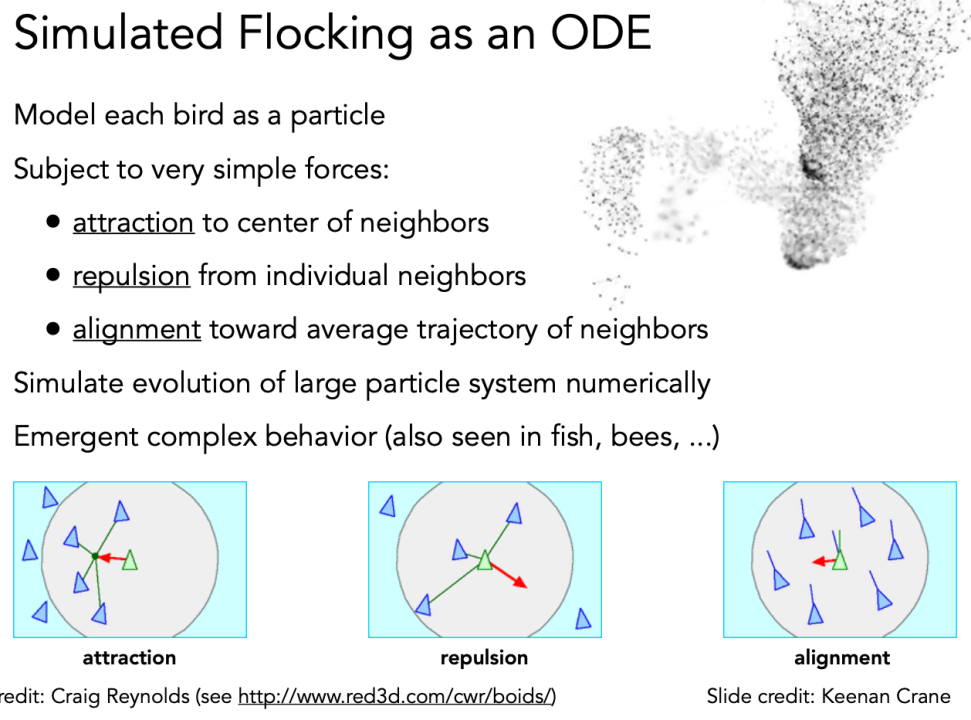 Simulated Flocking as an ODE
Model each bird as a particle
Subject to very simple forces:
• attraction to center of neighbors
• repulsion from individual neighbors
• alignment toward average trajectory of neighbors
Simulate evolution of large particle system numerically
Emergent complex behavior (also seen in fish, bees, ...)
attraction
repulsion
alignment
redit: Craig Reynolds (see http://www.red3d.com/cwr/boids/)
Slide credit: Keenan Crane